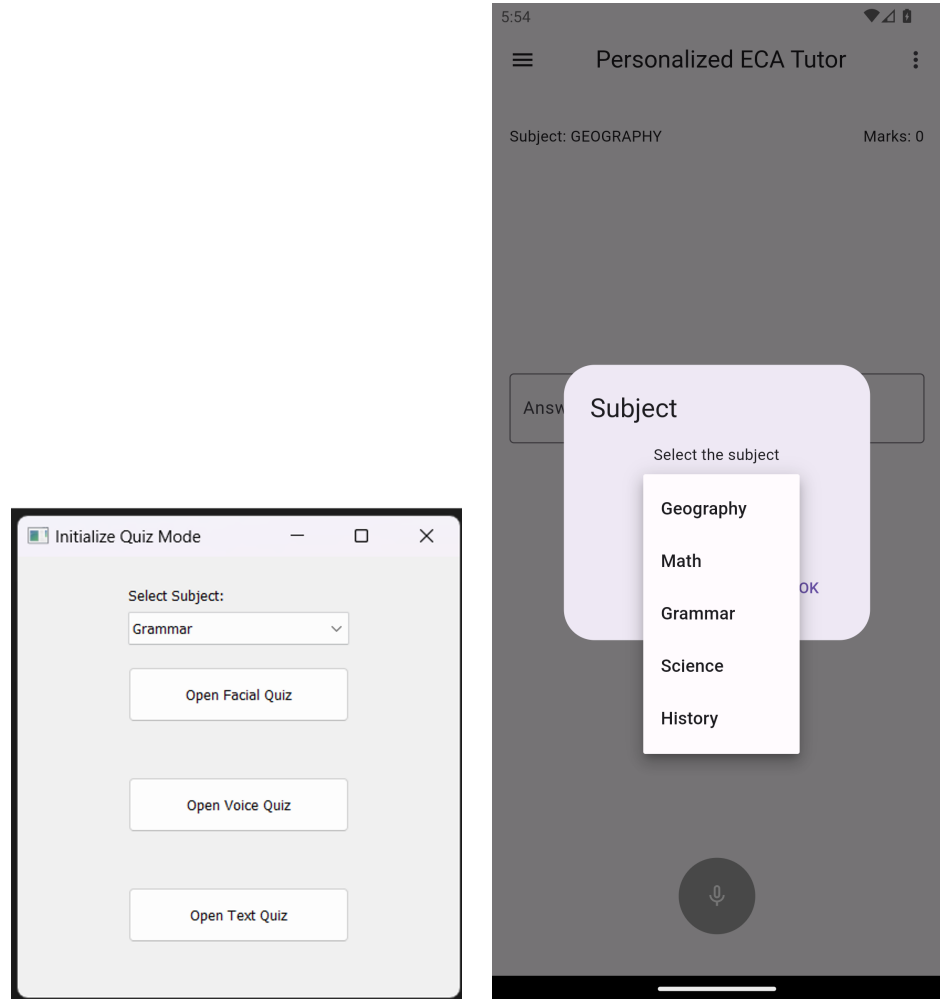 Initialize Quiz Mode
Select Subject:
Grammar
Open Facial Quiz
Open Voice Quiz
Open Text Quiz
5:54
Personalized ECA Tutor
Subject: GEOGRAPHY
Marks: 0
Answ
Subject
Select the subject
Geography
Math
Grammar
Science
History
OK